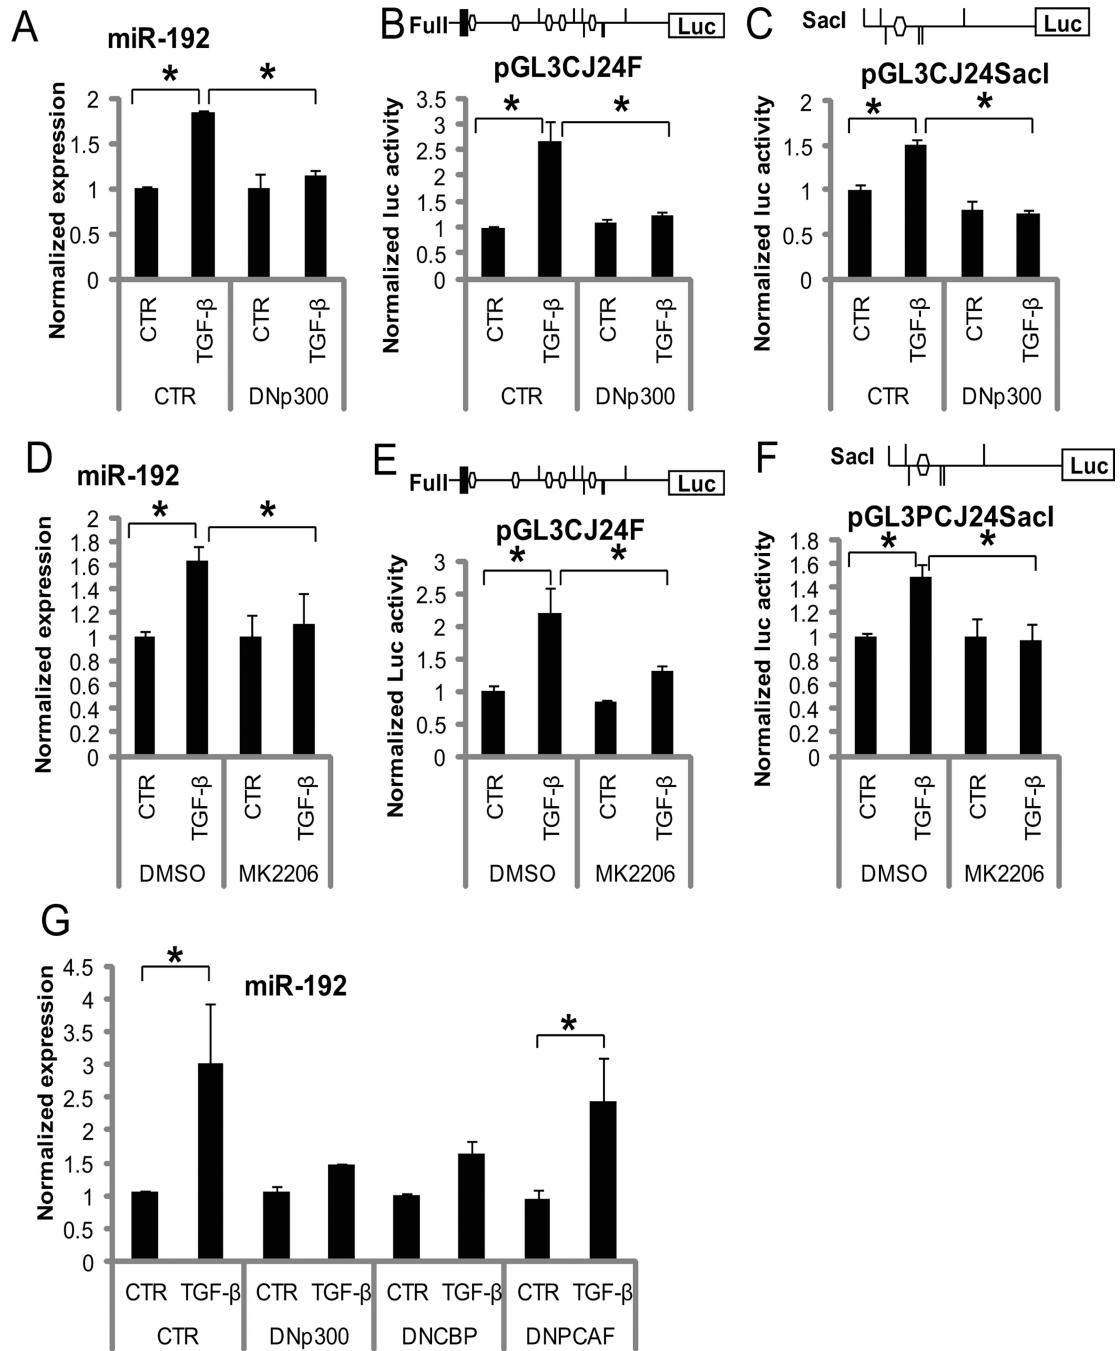 A
miR-192
* *
Normalized expression
2
1.5
1
0.5
0
CTR
TGF-β
CTR
TGF-β
CTR
DNp300
B
Full
Luc
pGL3CJ24F
* *
Normalized luc activity
3.5
3
2.5
2
1.5
1
0.5
0
CTR
TGF-β
CTR
TGF-β
CTR
DNp300
C
SacI
Luc
pGL3CJ24SacI
* *
Normalized luc activity
2
1.5
1
0.5
0
CTR
TGF-β
CTR
TGF-β
CTR
DNp300
D
miR-192
* *
Normalized expression
2
1.8
1.6
1.4
1.2
1
0.8
0.6
0.4
0.2
0
CTR
TGF-β
CTR
TGF-β
DMSO
MK2206
E
Full
Luc
pGL3CJ24F
* *
Normalized Luc activity
3
2.5
2
1.5
1
0.5
0
CTR
TGF-β
CTR
TGF-β
DMSO
MK2206
F
SacI
Luc
pGL3PCJ24SacI
* *
Normalized luc activity
1.8
1.6
1.4
1.2
1
0.8
0.6
0.4
0.2
0
CTR
TGF-β
CTR
TGF-β
DMSO
MK2206
G
miR-192
* *
Normalized expression
4.5
4
3.5
3
2.5
2
1.5
1
0.5
0
CTR TGF-β CTR TGF-β CTR TGF-β CTR TGF-β
CTR DNp300 DNCBP DNPCAF